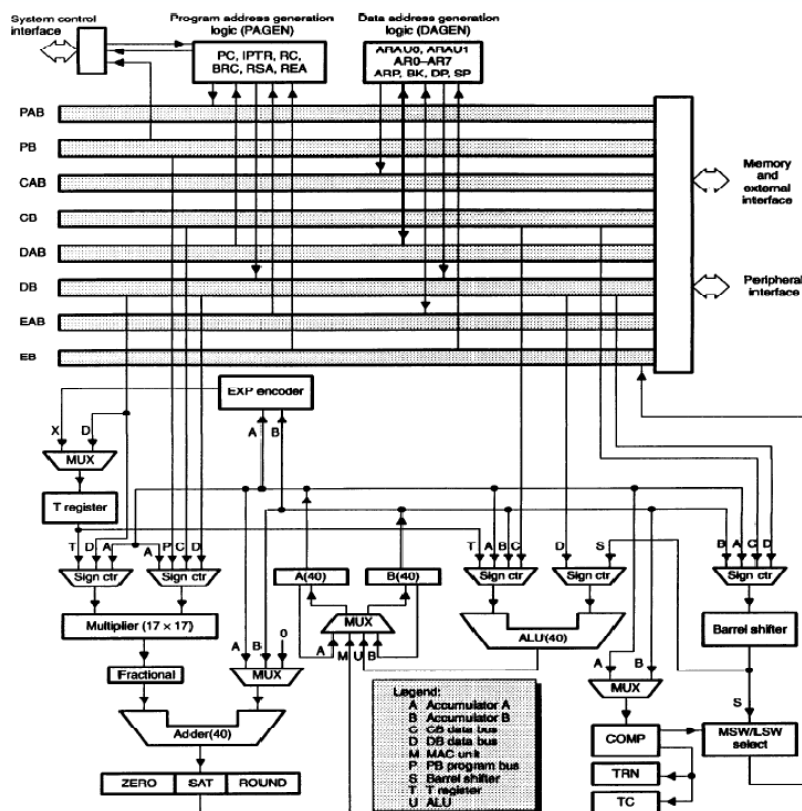 System control
interface
Program address generation
logic (PAGEN)
Data address generation
logic (DAGEN)
PC, IPTR, RC,
BRC, RSA, REA
ARAU0, ARAU1
AR0–AR7
ARP, BK, DP, SP
PAB
PB
CAB
CB
DAB
DB
EAB
EB
Memory
and
external
interface
Peripheral
interface
EXP encoder
X D
A B
MUX
T register
T D A
A P C D
T A B C
D S
B A C D
Sign ctr
Sign ctr
A(40)
B(40)
Sign ctr
Sign ctr
Sign ctr
Multiplier (17 × 17)
MUX
ALU(40)
Barrel shifter
A B 0
A M U B
A B
S
Fractional
MUX
MUX
Adder(40)
COMP
MSW/LSW
select
ZERO SAT ROUND
TRN
TC
Legend:
A Accumulator A
B Accumulator B
C CB data bus
D DB data bus
M MAC unit
P PB program bus
S Barrel shifter
T T register
U ALU